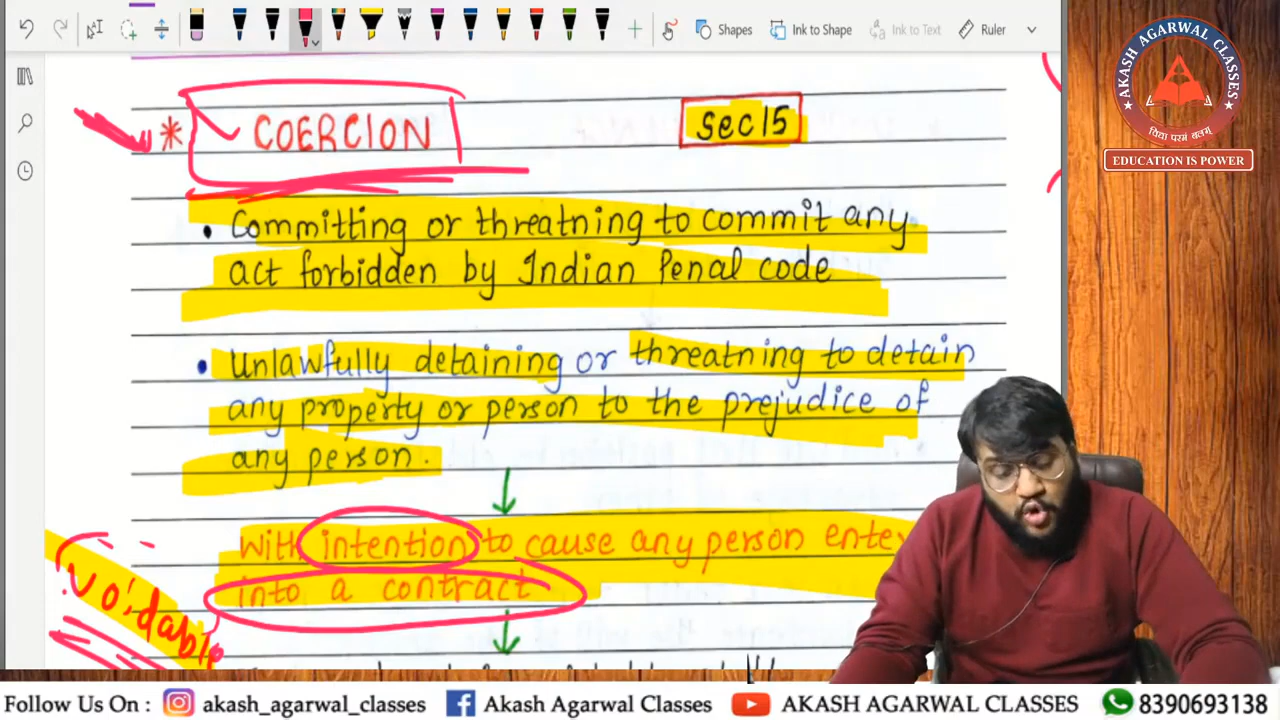 Shapes
Ink to Shape
Ink to Text
Ruler
AKASH AGARWAL CLASSES
विद्या परमं बलम्
EDUCATION IS POWER
* COERCION
Sec 15
• Committing or threatning to commit any
act forbidden by Indian Penal code
• Unlawfully detaining or threatning to detain
any property or person to the prejudice of
any person.
With intention to cause any person
into a contract
Voidable
Follow Us On : akash_agarwal_classes Akash Agarwal Classes AKASH AGARWAL CLASSES 8390693138